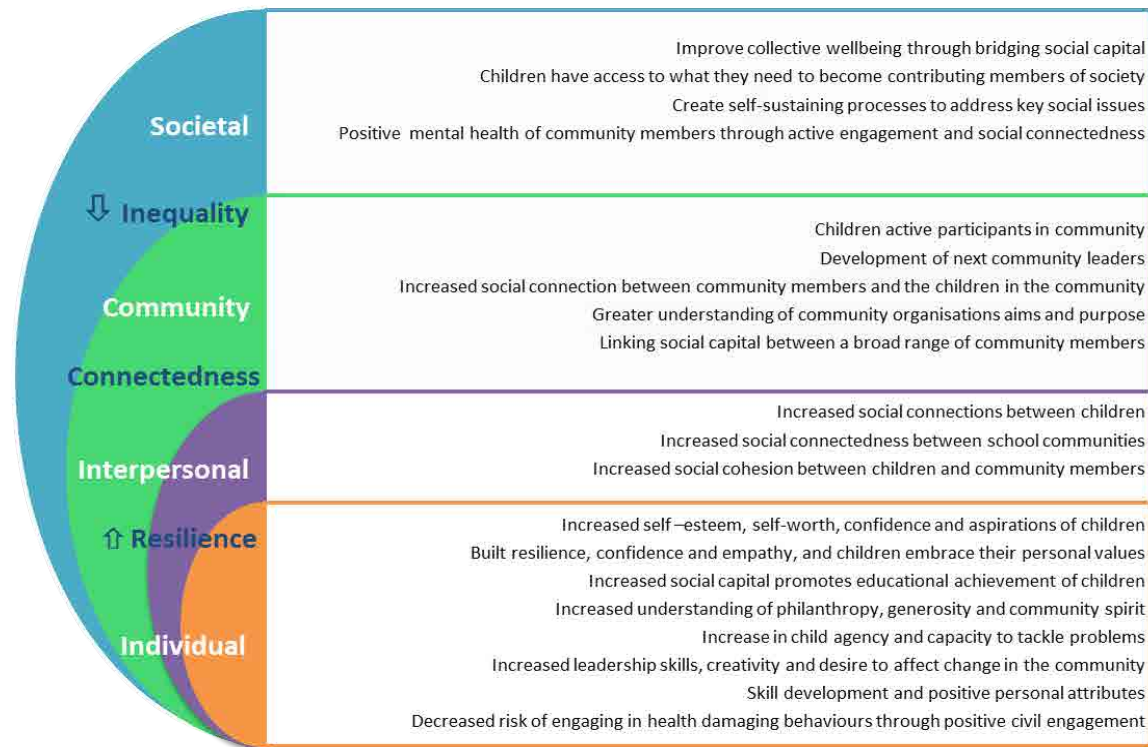 Societal
Improve collective wellbeing through bridging social capital
Children have access to what they need to become contributing members of society
Create self-sustaining processes to address key social issues
Positive mental health of community members through active engagement and social connectedness
⇩ Inequality
Community
Children active participants in community
Development of next community leaders
Increased social connection between community members and the children in the community
Greater understanding of community organisations aims and purpose
Linking social capital between a broad range of community members
Connectedness
Interpersonal
Increased social connections between children
Increased social connectedness between school communities
Increased social cohesion between children and community members
⇧ Resilience
Individual
Increased self –esteem, self-worth, confidence and aspirations of children
Built resilience, confidence and empathy, and children embrace their personal values
Increased social capital promotes educational achievement of children
Increased understanding of philanthropy, generosity and community spirit
Increase in child agency and capacity to tackle problems
Increased leadership skills, creativity and desire to affect change in the community
Skill development and positive personal attributes
Decreased risk of engaging in health damaging behaviours through positive civil engagement